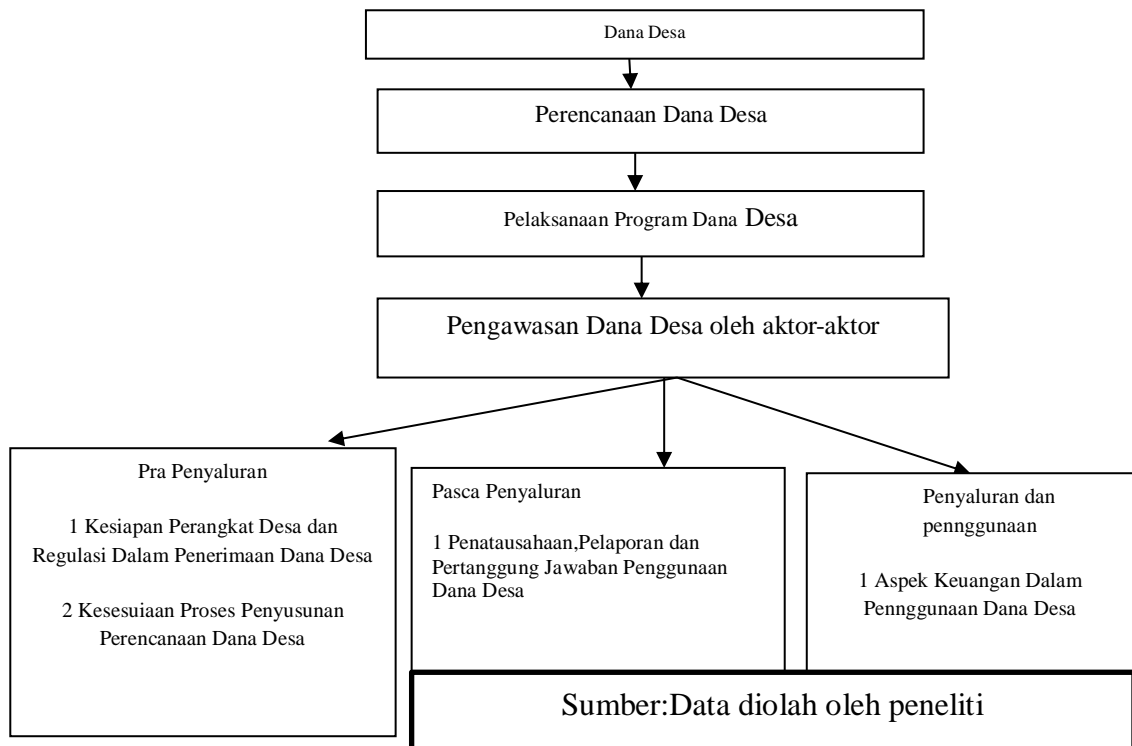 Dana Desa
Perencanaan Dana Desa
Pelaksanaan Program Dana Desa
Pengawasan Dana Desa oleh aktor-aktor
Pra Penyaluran
1 Kesiapan Perangkat Desa dan
Regulasi Dalam Penerimaan Dana Desa
2 Kesesuiaan Proses Penyusunan
Perencanaan Dana Desa
Pasca Penyaluran
1 Penatausahaan,Pelaporan dan
Pertanggung Jawaban Penggunaan
Dana Desa
Penyaluran dan
pennggunaan
1 Aspek Keuangan Dalam
Pennggunaan Dana Desa
Sumber:Data diolah oleh peneliti